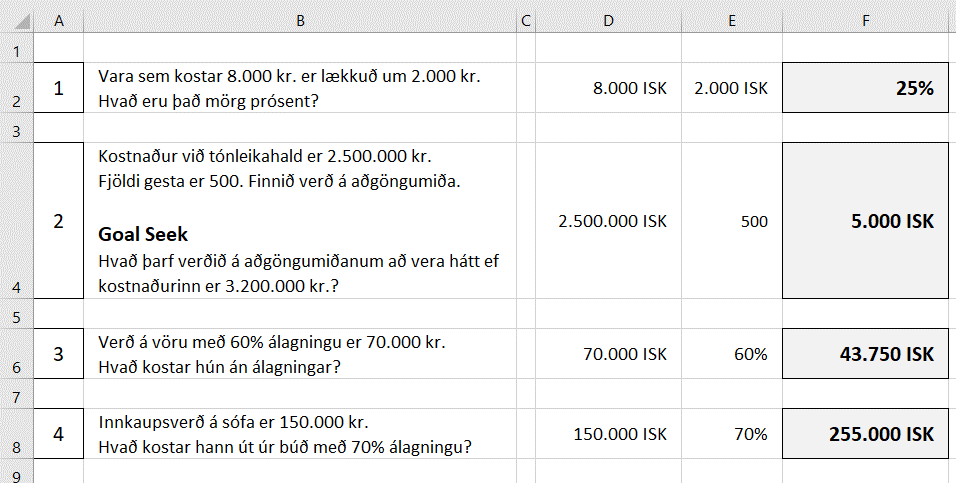 A B C D E F
1
2 1 Vara sem kostar 8.000 kr. er lækkuð um 2.000 kr.
Hvað eru það mörg prósent? 8.000 ISK 2.000 ISK 25%
3
4 2 Kostnaður við tónleikahald er 2.500.000 kr.
Fjöldi gesta er 500. Finnið verð á aðgöngumiða.
Goal Seek
Hvað þarf verðið á aðgöngumiðanum að vera hátt ef
kostnaðurinn er 3.200.000 kr.? 2.500.000 ISK 500 5.000 ISK
5
6 3 Verð á vöru með 60% álagningu er 70.000 kr.
Hvað kostar hún án álagningar? 70.000 ISK 60% 43.750 ISK
7
8 4 Innkaupsverð á sófa er 150.000 kr.
Hvað kostar hann út úr búð með 70% álagningu? 150.000 ISK 70% 255.000 ISK
9